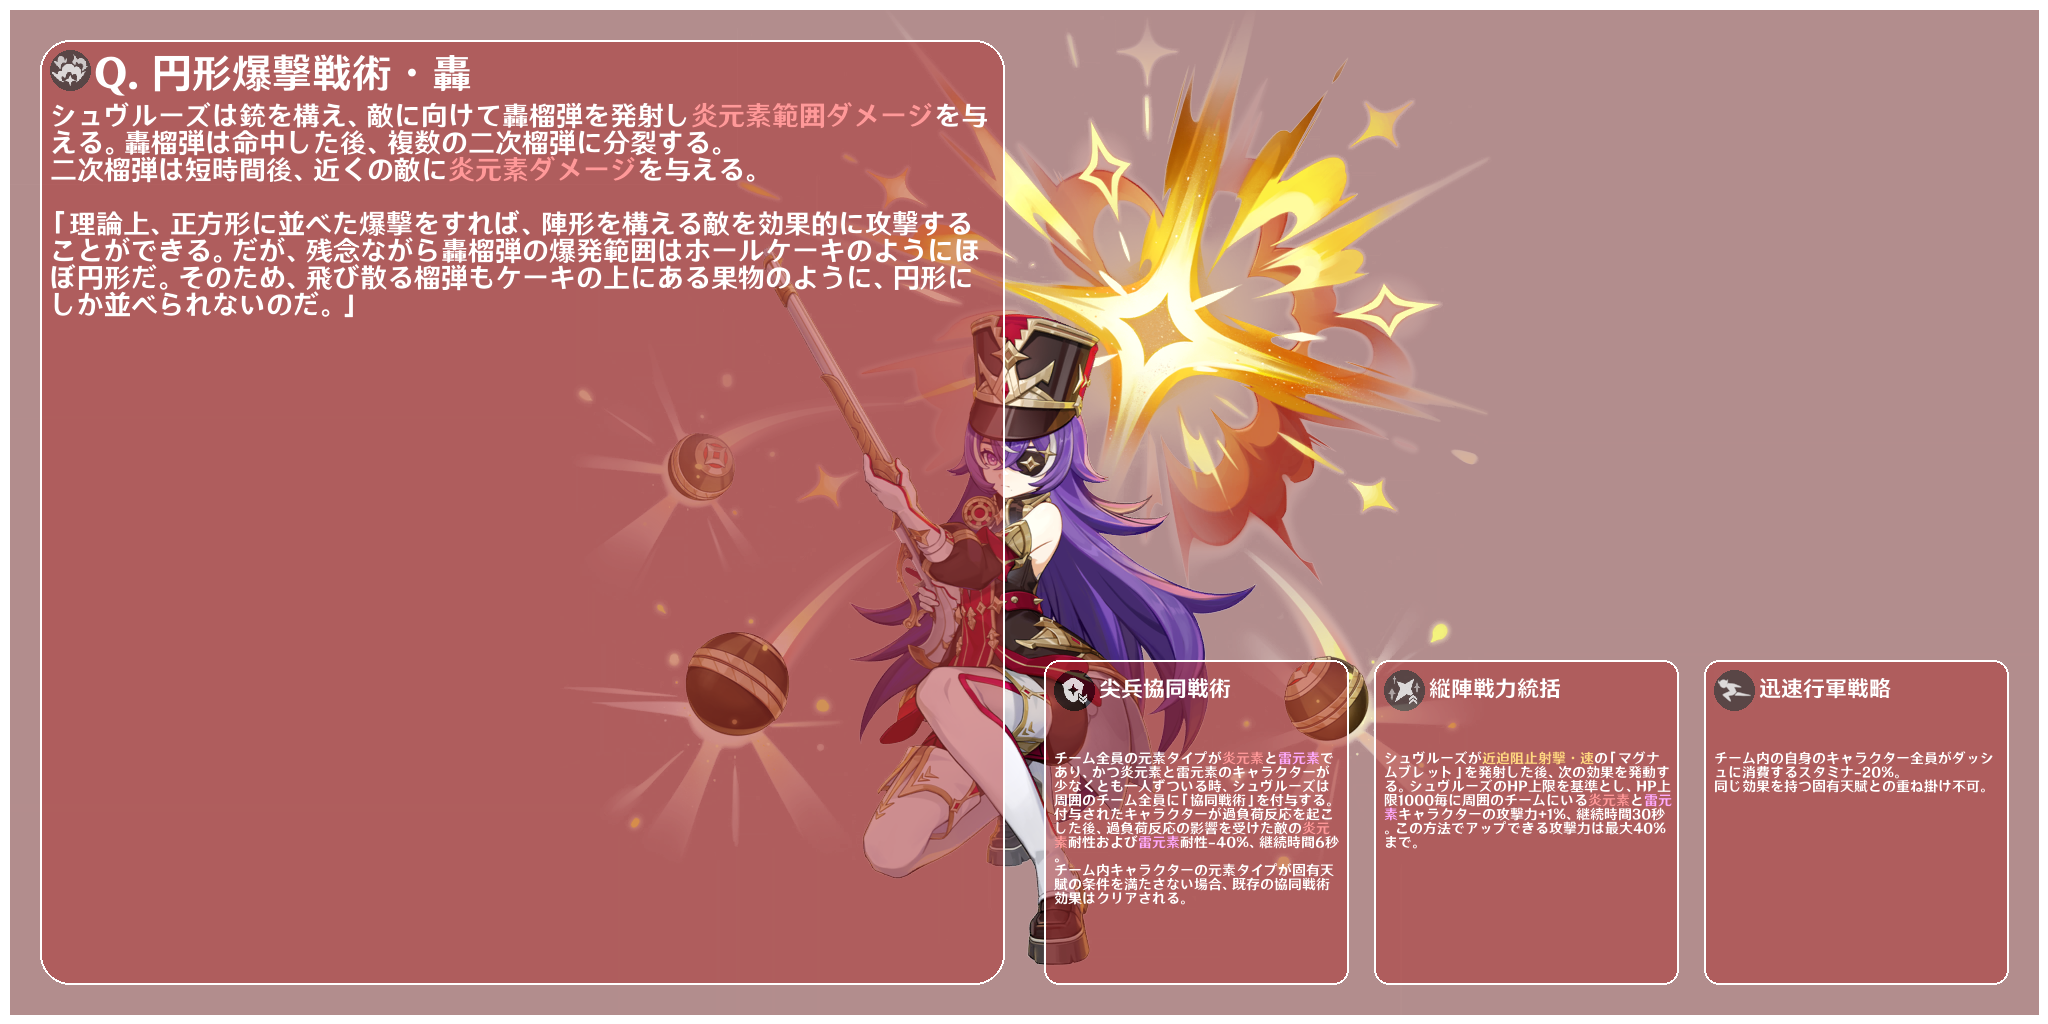 Q. 円形爆撃戦術・轟
シュヴルーズは銃を構え、敵に向けて轟榴弾を発射し炎元素範囲ダメージを与
える。轟榴弾は命中した後、複数の二次榴弾に分裂する。
二次榴弾は短時間後、近くの敵に炎元素ダメージを与える。
「理論上、正方形に並べた爆撃をすれば、陣形を構える敵を効果的に攻撃する
ことができる。だが、残念ながら轟榴弾の爆発範囲はホールケーキのようにほ
ぼ円形だ。そのため、飛び散る榴弾もケーキの上にある果物のように、円形に
しか並べられないのだ。」
尖兵協同戦術
チーム全員の元素タイプが炎元素と雷元素で
あり、かつ炎元素と雷元素のキャラクターが
少なくとも一人ずついる時、シュヴルーズは
周囲のチーム全員に「協同戦術」を付与する。
付与されたキャラクターが過負荷反応を起こ
した後、過負荷反応の影響を受けた敵の炎元
素耐性および雷元素耐性-40%、継続時間6秒
。
チーム内キャラクターの元素タイプが固有天
賦の条件を満たさない場合、既存の協同戦術
効果はクリアされる。
縦陣戦力統括
シュヴルーズが近迫阻止射撃・速の「マグナ
ムブレット」を発射した後、次の効果を発動す
る。シュヴルーズのHP上限を基準とし、HP上
限1000毎に周囲のチームにいる炎元素と雷元
素キャラクターの攻撃力+1%、継続時間30秒
。この方法でアップできる攻撃力は最大40%
まで。
迅速行軍戦略
チーム内の自身のキャラクター全員がダッシ
ュに消費するスタミナ-20%。
同じ効果を持つ固有天賦との重ね掛け不可。